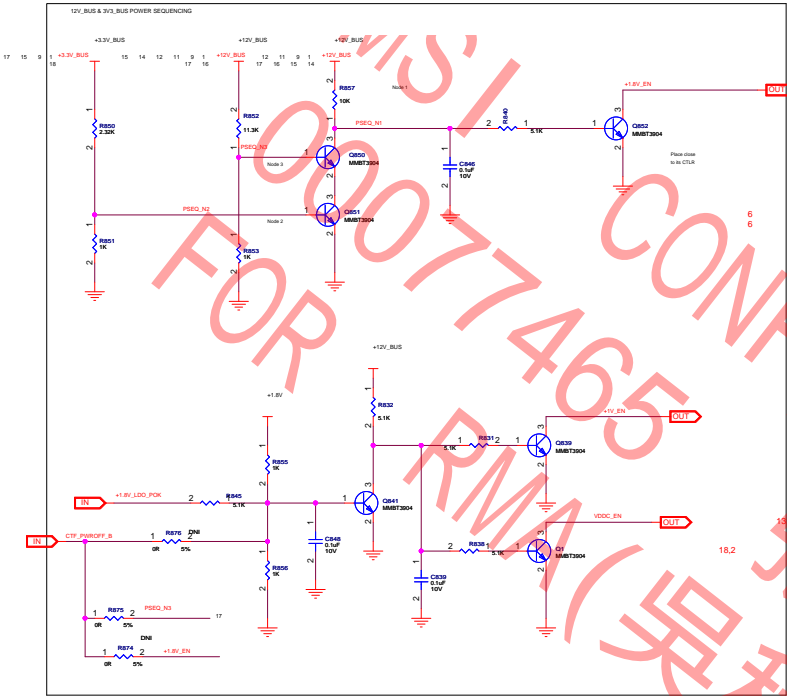 12V_BUS & 3V3_BUS POWER SEQUENCING
+3.3V_BUS
+12V_BUS
+12V_BUS
17 15 9 1
18
+3.3V_BUS
15 14 12 9 1
17 16
+12V_BUS
12 11 9 1
17 16 15 14
+12V_BUS
R857
10K
Node 1
+1.8V_EN
OUT
R850
2.32K
R852
11.3K
PSEQ_N1
R840
5.1K
Q852
MMBT3904
PSEQ_N3
Node 3
Q850
MMBT3904
C846
0.1uF
10V
Place close
to its CTLR
PSEQ_N2
Node 2
Q851
MMBT3904
6
6
R851
1K
R853
1K
+12V_BUS
R832
5.1K
+1.8V
+1V_EN
OUT
R831
5.1K
Q839
MMBT3904
R855
1K
IN
+1.8V_LDO_POK
R845
5.1K
Q841
MMBT3904
VDDC_EN
OUT
IN
CTF_PWROFF_B
R876
DNI
0R
5%
C848
0.1uF
10V
R838
5.1K
Q1
MMBT3904
18,2
13
R856
1K
C839
0.1uF
10V
R875
0R
5%
PSEQ_N3
17
DNI
R874
0R
5%
+1.8V_EN
MSI CONF
00077465
FOR RMA(吳